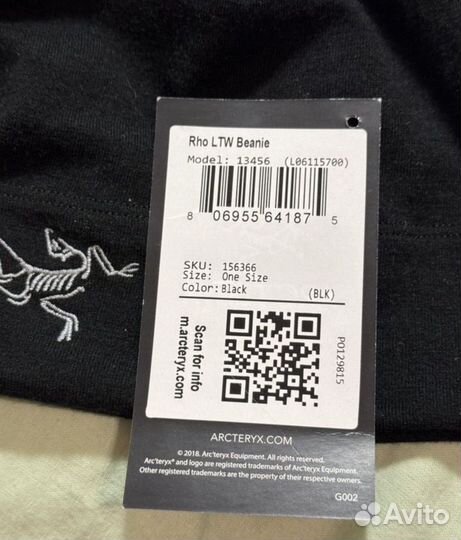 Rho LTW Beanie
Model: 13456 (L06115700)
8 06955 64187 5
SKU: 156366
Size: One Size
Color: Black (BLK)
Scan for info
m.arcteryx.com
PO129815
ARCTERYX.COM
©2018. Arc'teryx Equipment. All rights reserved.
Arc'teryx® and logo are registered trademarks of Arc'teryx Equipment.
Other registered trademarks are the property of their respective owners.
G002
Avito